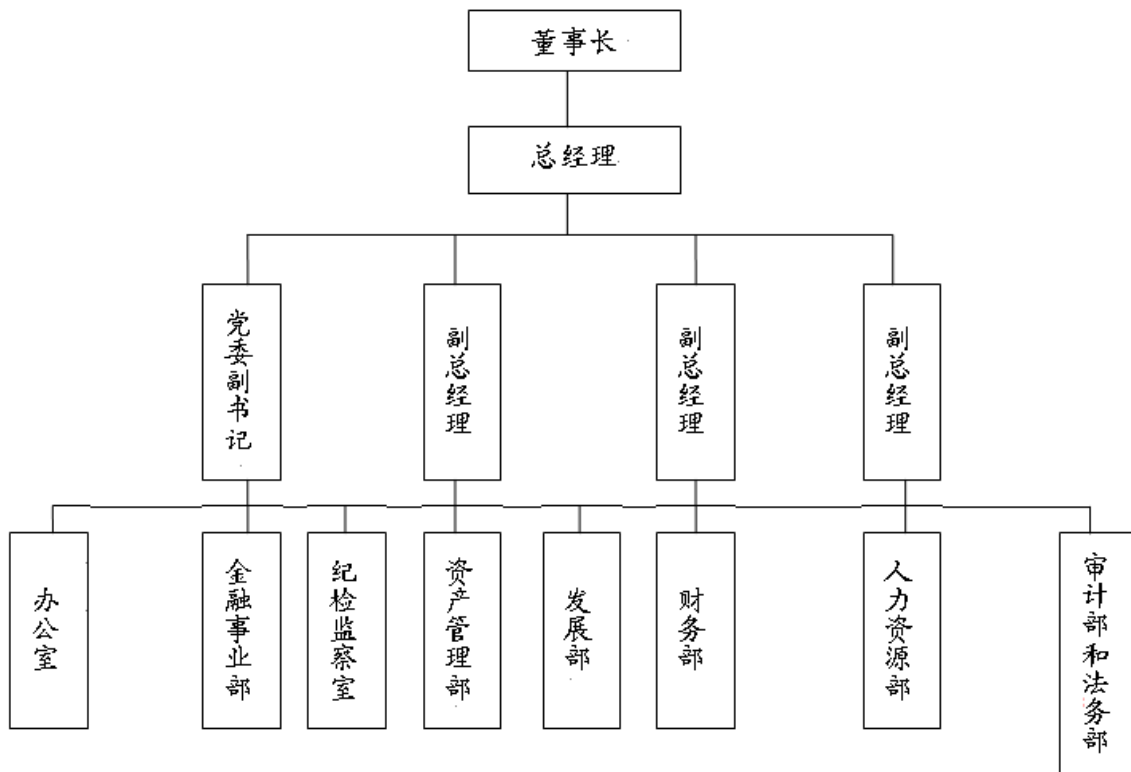 董事长
总经理
党委副书记
副总经理
副总经理
副总经理
办公室
金融事业部
纪检监察室
资产管理部
发展部
财务部
人力资源部
审计部和法务部